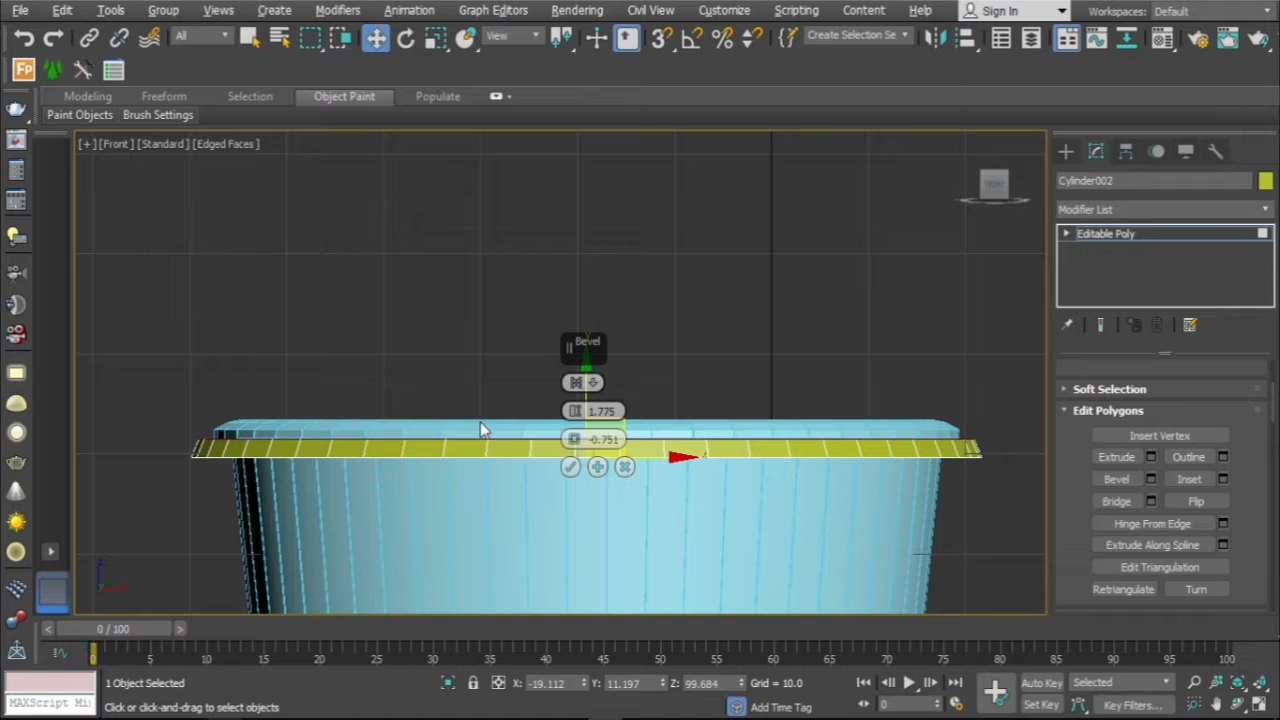 File Edit Tools Group Views Create Modifiers Animation Graph Editors Rendering Civil View Customize Scripting Content Help Sign In Workspaces: Default
All View Create Selection Se
Modeling Freeform Selection Object Paint Populate
Paint Objects Brush Settings
[+] [Front] [Standard] [Edged Faces]
Cylinder002
Modifier List
Editable Poly
Bevel
1.775
-0.751
Soft Selection
Edit Polygons
Insert Vertex
Extrude Outline
Bevel Inset
Bridge Flip
Hinge From Edge
Extrude Along Spline
Edit Triangulation
Retriangulate Turn
0 / 100
0 5 10 15 20 25 30 35 40 45 50 55 60 65 70 75 80 85 90 95 100
1 Object Selected X: -19.112 Y: 11.197 Z: 99.684 Grid = 10.0 Auto Key Selected
MAXScript Mi Click or click-and-drag to select objects Add Time Tag 0 Set Key Key Filters...